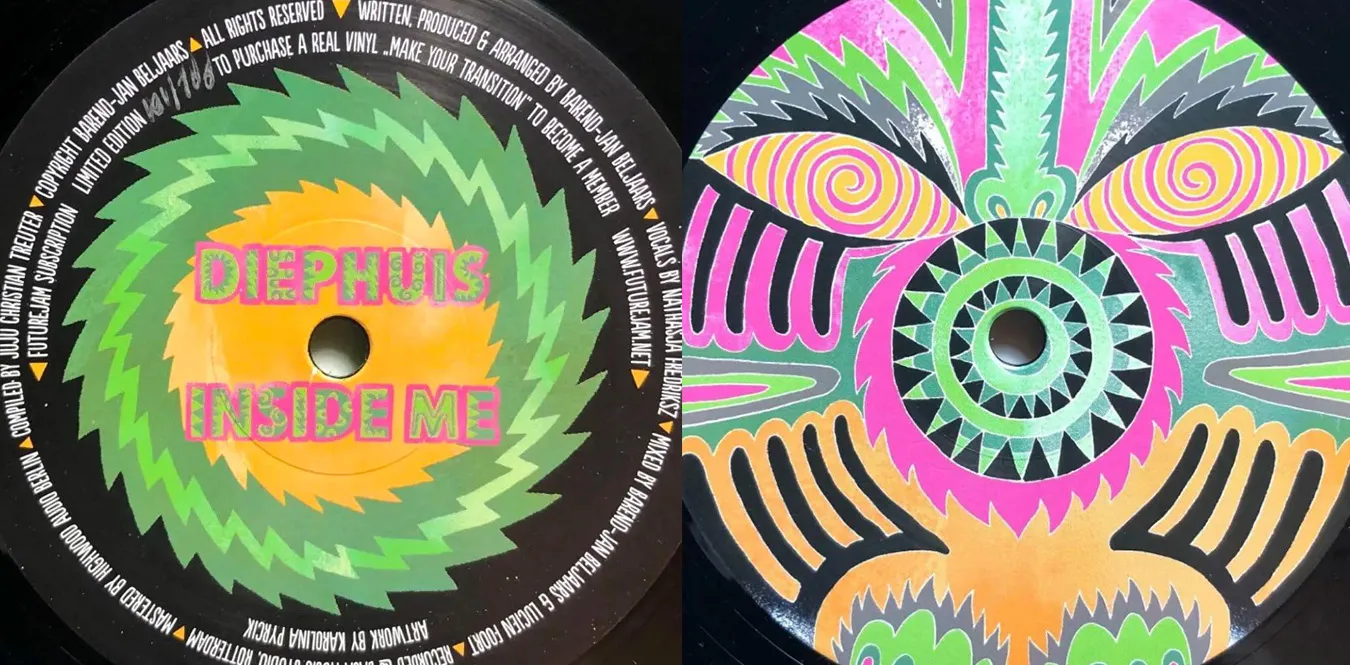 DIEPHUIS
INSIDE ME
WRITTEN, PRODUCED & ARRANGED BY BAREND-JAN BELJAARS
VOCALS BY NATHASJA FREDRIKSZ
MIXED BY BAREND-JAN BELJAARS & LUCIEN FOORT
RECORDED @ STUDIO, ROTTERDAM
MASTERED BY HIGHWOOD AUDIO BERLIN
COMPILED BY JUJU CHRISTIAN TREUTER
COPYRIGHT BAREND-JAN BELJAARS
ALL RIGHTS RESERVED
ARTWORK BY KAROLINA PYRCIK
FUTUREJAM SUBSCRIPTION
LIMITED EDITION
TO PURCHASE A REAL VINYL "MAKE YOUR TRANSITION" TO BECOME A MEMBER
WWW.FUTUREJAM.NET